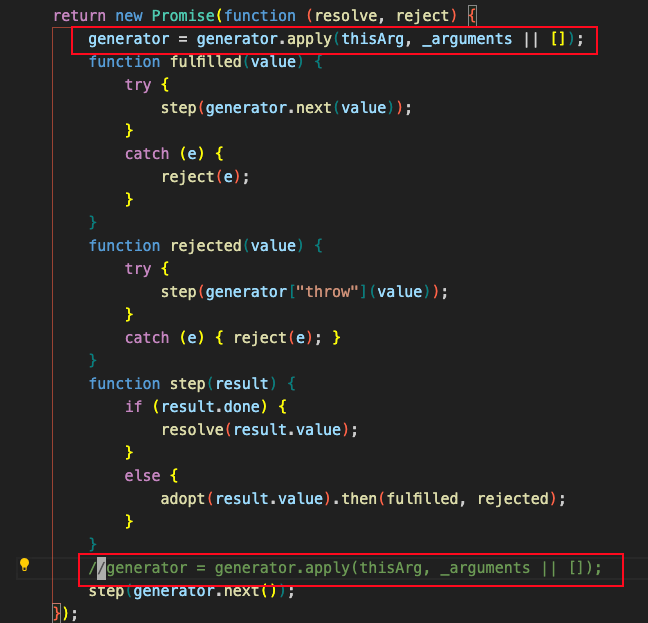 return new Promise(function (resolve, reject) {
generator = generator.apply(thisArg, _arguments || []);
function fulfilled(value) {
try {
step(generator.next(value));
}
catch (e) {
reject(e);
}
}
function rejected(value) {
try {
step(generator["throw"](value));
}
catch (e) { reject(e); }
}
function step(result) {
if (result.done) {
resolve(result.value);
}
else {
adopt(result.value).then(fulfilled, rejected);
}
}
//generator = generator.apply(thisArg, _arguments || []);
step(generator.next());
});